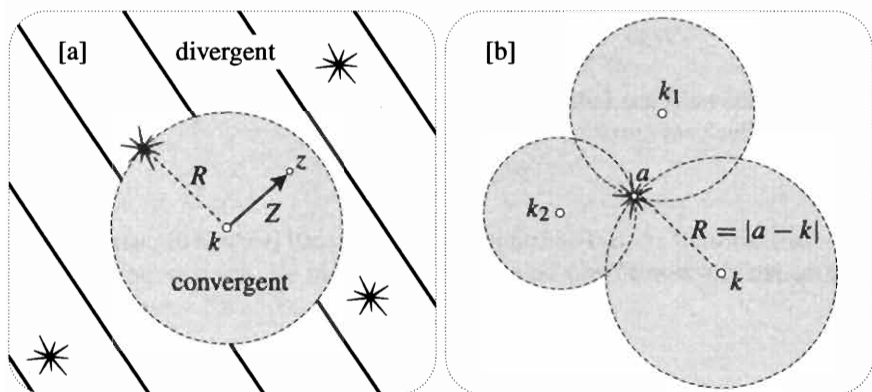 [a]
divergent
R
z
Z
k
convergent
[b]
k₁
a
k₂
R = |a − k|
k